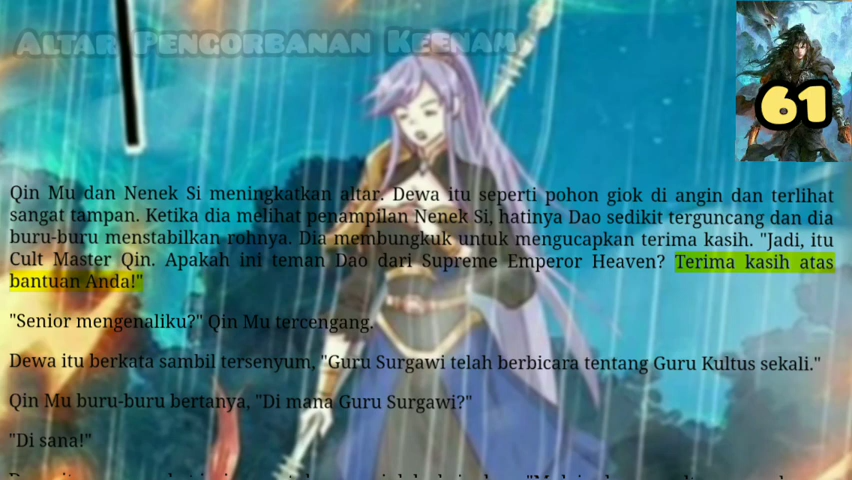 Altar Pengorbanan Keenam
61
Qin Mu dan Nenek Si meningkatkan altar. Dewa itu seperti pohon giok di angin dan terlihat
sangat tampan. Ketika dia melihat penampilan Nenek Si, hatinya Dao sedikit terguncang dan dia
buru-buru menstabilkan rohnya. Dia membungkuk untuk mengucapkan terima kasih. "Jadi, itu
Cult Master Qin. Apakah ini teman Dao dari Supreme Emperor Heaven? Terima kasih atas
bantuan Anda!"
"Senior mengenaliku?" Qin Mu tercengang.
Dewa itu berkata sambil tersenyum, "Guru Surgawi telah berbicara tentang Guru Kultus sekali."
Qin Mu buru-buru bertanya, "Di mana Guru Surgawi?"
"Di sana!"